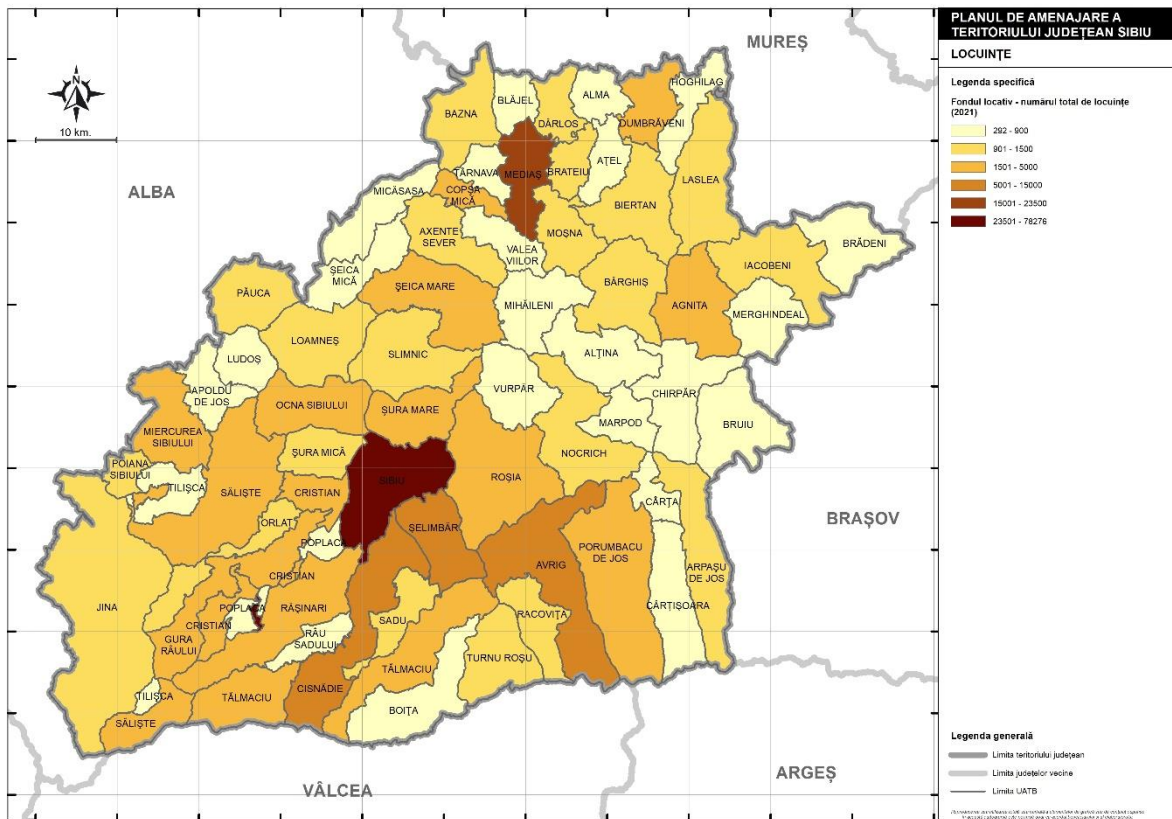 PLANUL DE AMENAJARE A
TERITORIULUI JUDEȚEAN SIBIU
LOCUINȚE
Legenda specifică
Fondul locativ - numărul total de locuințe
(2021)
292 - 900
901 - 1500
1501 - 5000
5001 - 15000
15001 - 23500
23501 - 78276
N
10 km.
MUREȘ
ALBA
BRAȘOV
VÂLCEA
ARGEȘ
HOGHILAG
BLĂJEL
ALMA
BAZNA
DÂRLOS
DUMBRĂVENI
TÂRNAVA
MEDIAȘ
BRATEIU
AȚEL
LASLEA
MICĂSASA
COPȘA
MICĂ
BIERTAN
AXENTE
SEVER
MOȘNA
VALEA
VIILOR
BRĂDENI
ȘEICA
MICĂ
IACOBENI
PĂUCA
ȘEICA MARE
BÂRGHIȘ
MIHĂILENI
AGNITA
MERGHINDEAL
LOAMNEȘ
SLIMNIC
LUDOȘ
ALȚINA
APOLDU
DE JOS
VURPĂR
CHIRPĂR
OCNA SIBIULUI
ȘURA MARE
MARPOD
BRUIU
MIERCUREA
SIBIULUI
ȘURA MICĂ
NOCRICH
POIANA
SIBIULUI
TILIȘCA
SĂLIȘTE
CRISTIAN
SIBIU
ROȘIA
CÂRȚA
ORLAT
SELIMBĂR
POPLACA
AVRIG
PORUMBACU
DE JOS
ARPAȘU
DE JOS
CRISTIAN
JINA
POPLACA
RĂȘINARI
CÂRȚIȘOARA
CRISTIAN
SADU
RACOVIȚA
GURA
RÂULUI
RÂU
SADULUI
TURNU ROȘU
TĂLMACIU
TILIȘCA
TĂLMACIU
CISNĂDIE
BOIȚA
SĂLIȘTE
Legenda generală
Limita teritoriului județean
Limita județelor vecine
Limita UATB